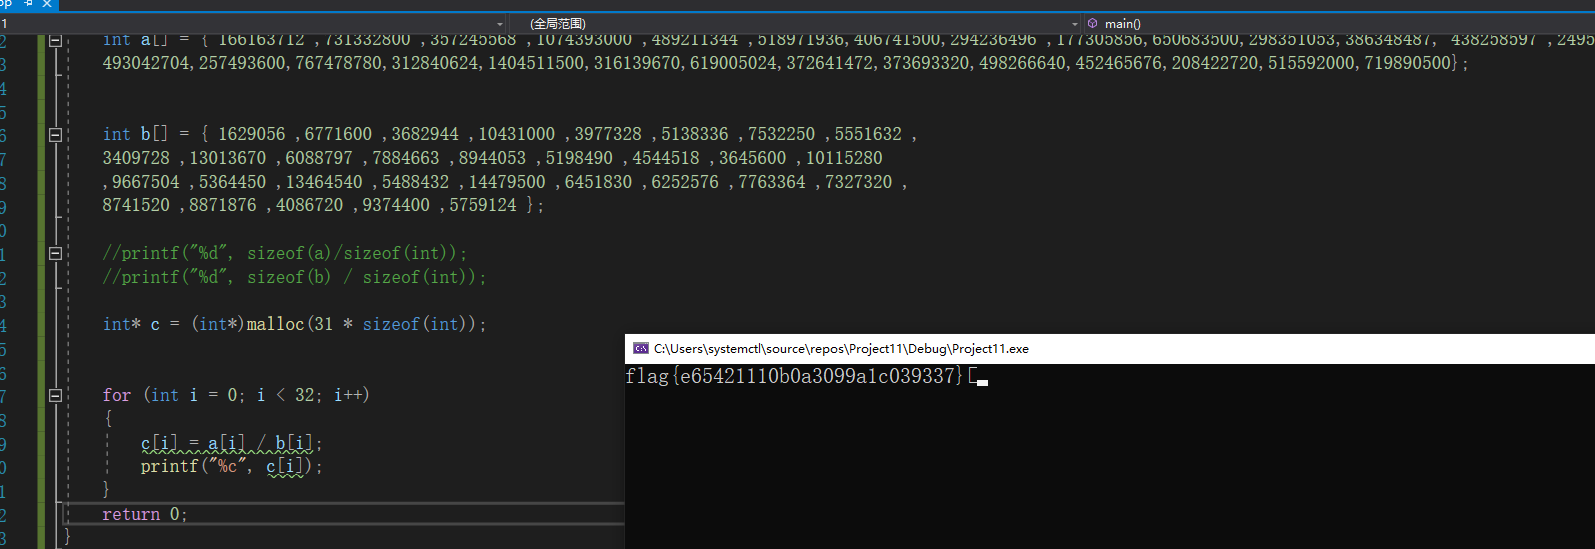 op
1 (全局范围) main()
2 int a[] = { 166163712 ,731332800 ,357245568 ,1074393000 ,489211344 ,518971936,406741500,294236496 ,177305856,650683500,298351053,386348487, 438258597 ,2495
3 493042704,257493600,767478780,312840624,1404511500,316139670,619005024,372641472,373693320,498266640,452465676,208422720,515592000,719890500};
4
5
6 int b[] = { 1629056 ,6771600 ,3682944 ,10431000 ,3977328 ,5138336 ,7532250 ,5551632 ,
7 3409728 ,13013670 ,6088797 ,7884663 ,8944053 ,5198490 ,4544518 ,3645600 ,10115280
8 ,9667504 ,5364450 ,13464540 ,5488432 ,14479500 ,6451830 ,6252576 ,7763364 ,7327320 ,
9 8741520 ,8871876 ,4086720 ,9374400 ,5759124 };
0
1 //printf("%d", sizeof(a)/sizeof(int));
2 //printf("%d", sizeof(b) / sizeof(int));
3
4 int* c = (int*)malloc(31 * sizeof(int));
5
6
7 for (int i = 0; i < 32; i++)
8 {
9 c[i] = a[i] / b[i];
0 printf("%c", c[i]);
1 }
2 return 0;
3 }
C:\Users\systemctl\source\repos\Project11\Debug\Project11.exe
flag{e65421110b0a3099a1c039337}[